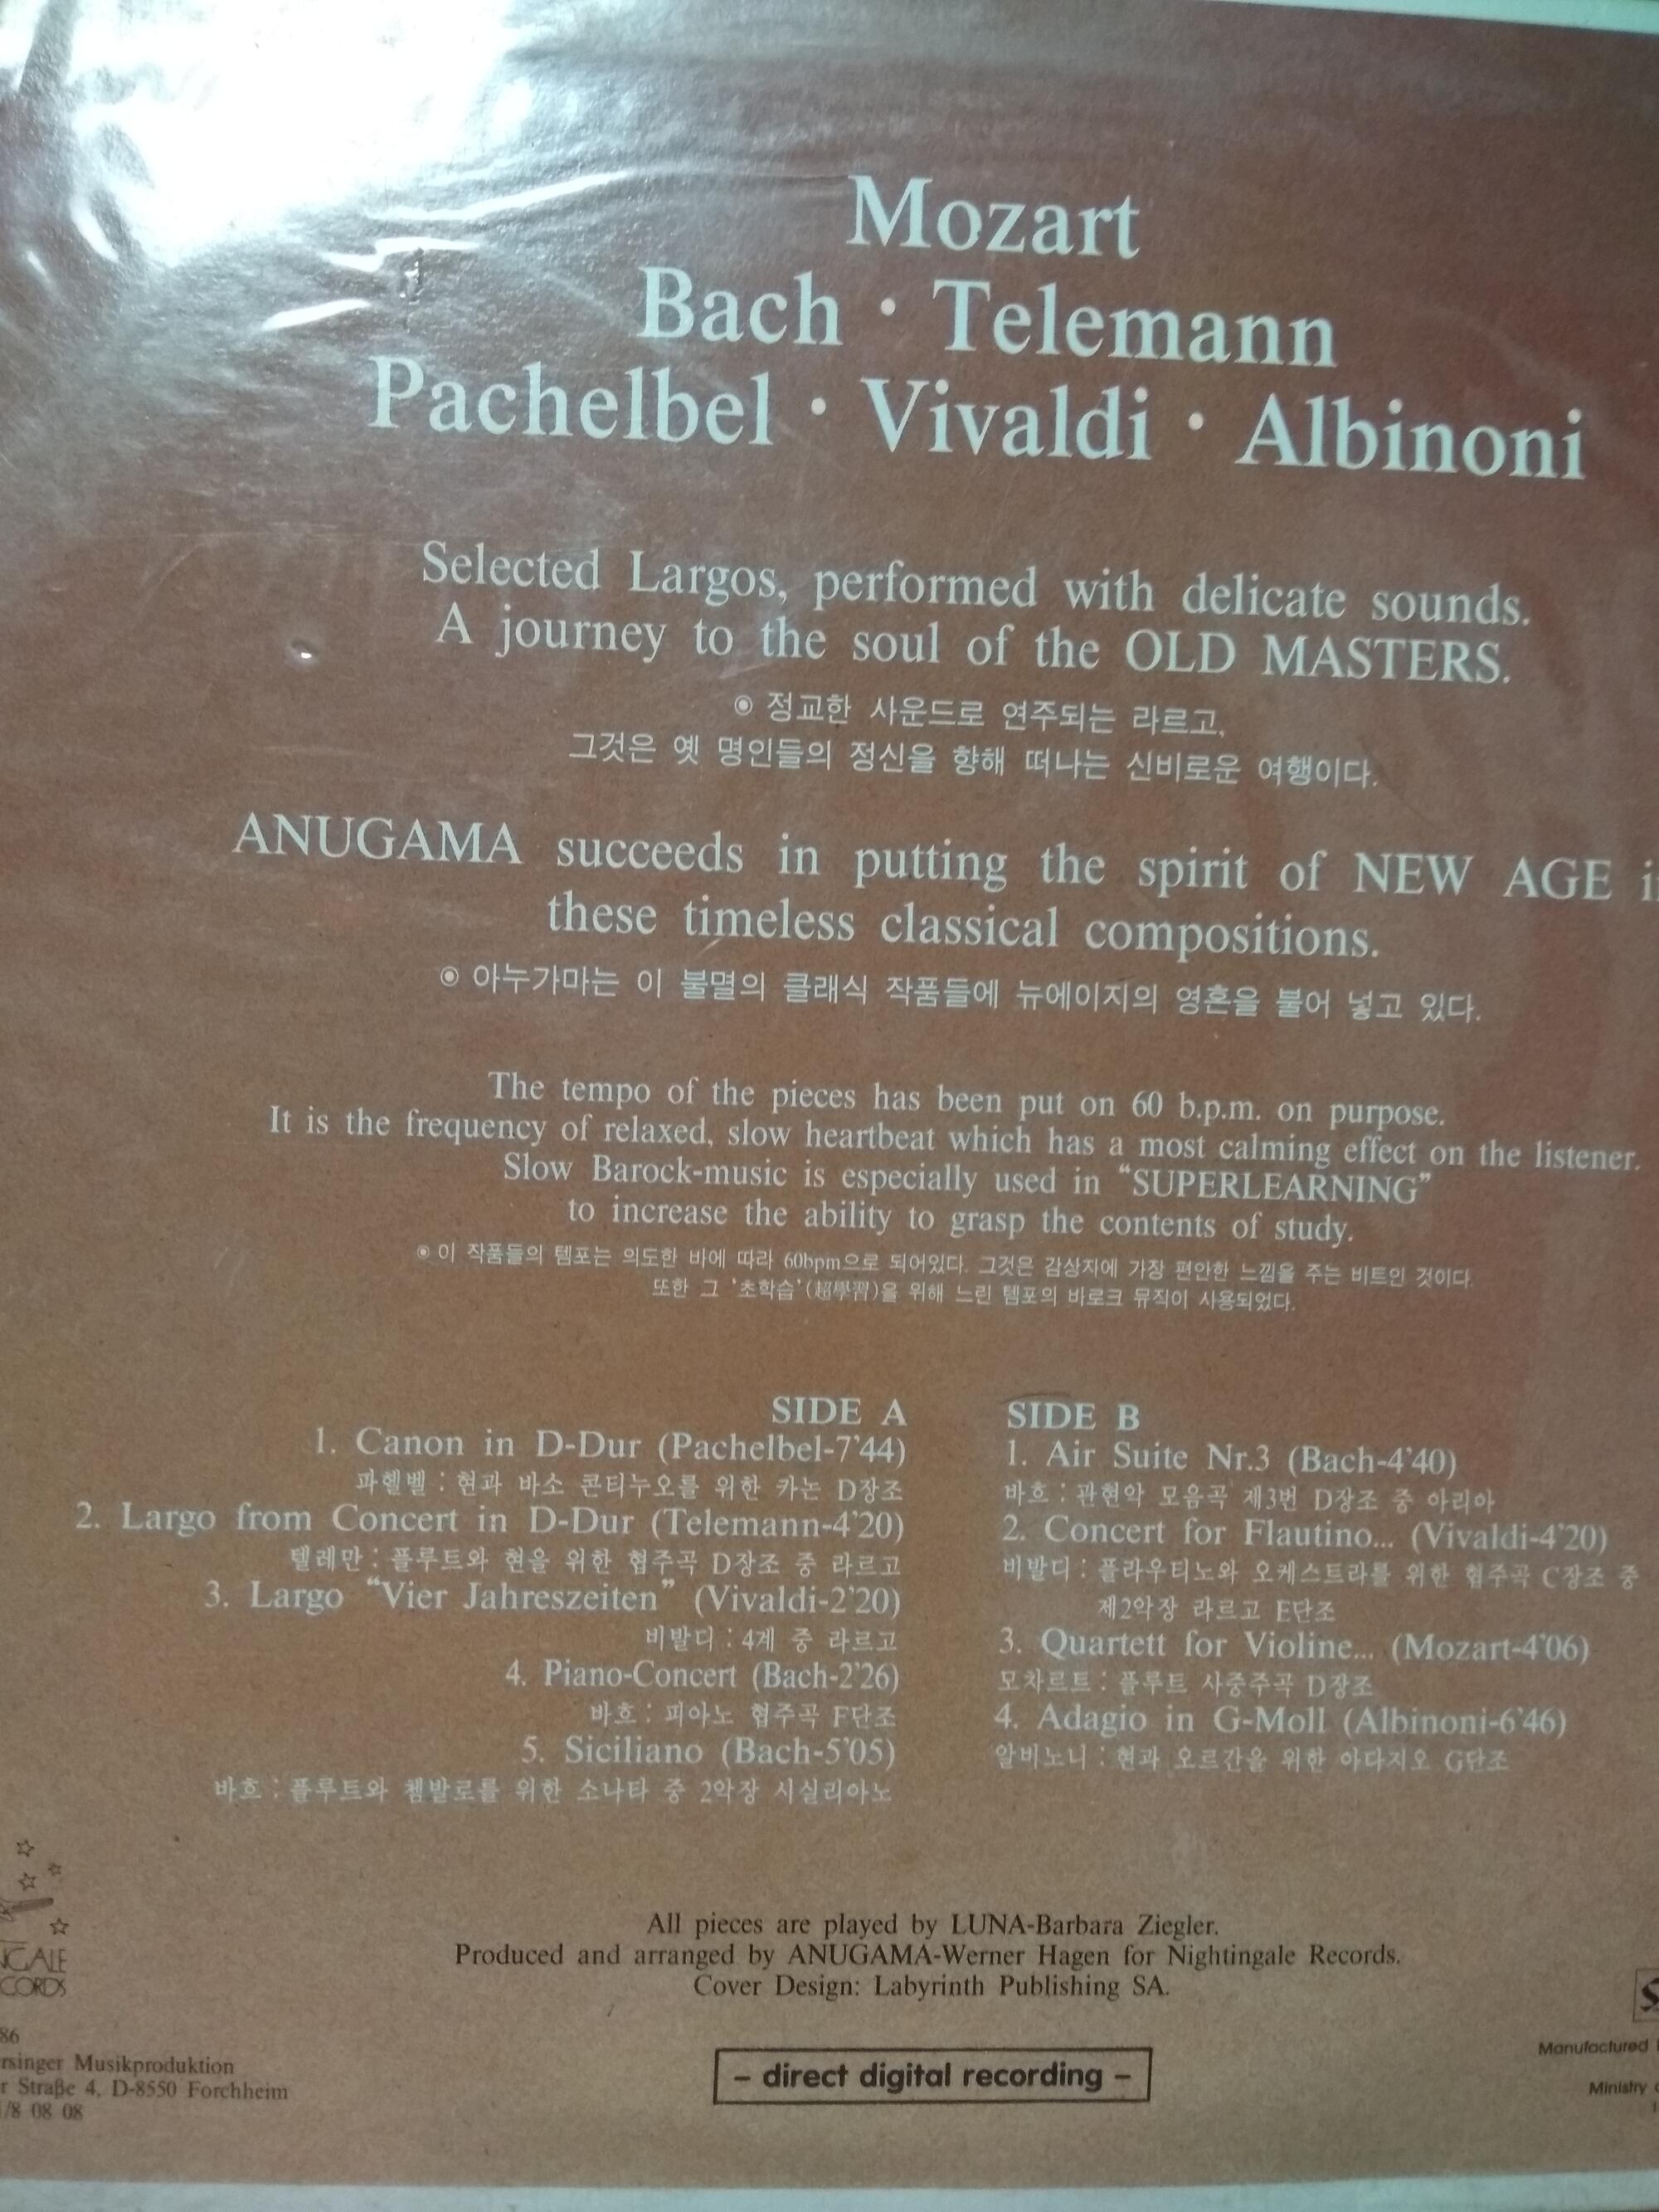 Mozart
Bach · Telemann
Pachelbel · Vivaldi · Albinoni
Selected Largos, performed with delicate sounds.
A journey to the soul of the OLD MASTERS.
◉ 정교한 사운드로 연주되는 라르고,
그것은 옛 명인들의 정신을 향해 떠나는 신비로운 여행이다.
ANUGAMA succeeds in putting the spirit of NEW AGE
these timeless classical compositions.
◉ 아누가마는 이 불멸의 클래식 작품들에 뉴에이지의 영혼을 불어 넣고 있다.
The tempo of the pieces has been put on 60 b.p.m. on purpose.
It is the frequency of relaxed, slow heartbeat which has a most calming effect on the listener.
Slow Barock-music is especially used in “SUPERLEARNING”
to increase the ability to grasp the contents of study.
◉ 이 작품들의 템포는 의도한 바에 따라 60bpm으로 되어있다. 그것은 감상자에 가장 편안한 느낌을 주는 비트인 것이다.
또한 그 ‘초학습’(超學習)을 위해 느린 템포의 바로크 뮤직이 사용되었다.
SIDE A
1. Canon in D-Dur (Pachelbel-7'44)
파헬벨 : 현과 바소 콘티누오를 위한 카논 D장조
2. Largo from Concert in D-Dur (Telemann-4'20)
텔레만 : 플루트와 현을 위한 협주곡 D장조 중 라르고
3. Largo “Vier Jahreszeiten” (Vivaldi-2'20)
비발디 : 4계 중 라르고
4. Piano-Concert (Bach-2'26)
바흐 : 피아노 협주곡 F단조
5. Siciliano (Bach-5'05)
바흐 : 플루트와 쳄발로를 위한 소나타 중 2악장 시실리아노
SIDE B
1. Air Suite Nr.3 (Bach-4'40)
바흐 : 관현악 모음곡 제3번 D장조 중 아리아
2. Concert for Flautino... (Vivaldi-4'20)
비발디 : 플라우티노와 오케스트라를 위한 협주곡 C장조 중
제2악장 라르고 E단조
3. Quartett for Violine... (Mozart-4'06)
모차르트 : 플루트 사중주곡 D장조
4. Adagio in G-Moll (Albinoni-6'46)
알비노니 : 현과 오르간을 위한 아다지오 G단조
All pieces are played by LUNA-Barbara Ziegler.
Produced and arranged by ANUGAMA-Werner Hagen for Nightingale Records.
Cover Design: Labyrinth Publishing SA.
– direct digital recording –
86
rsinger Musikproduktion
r Straße 4, D-8550 Forchheim
/8 08 08
Manufactured
Ministry